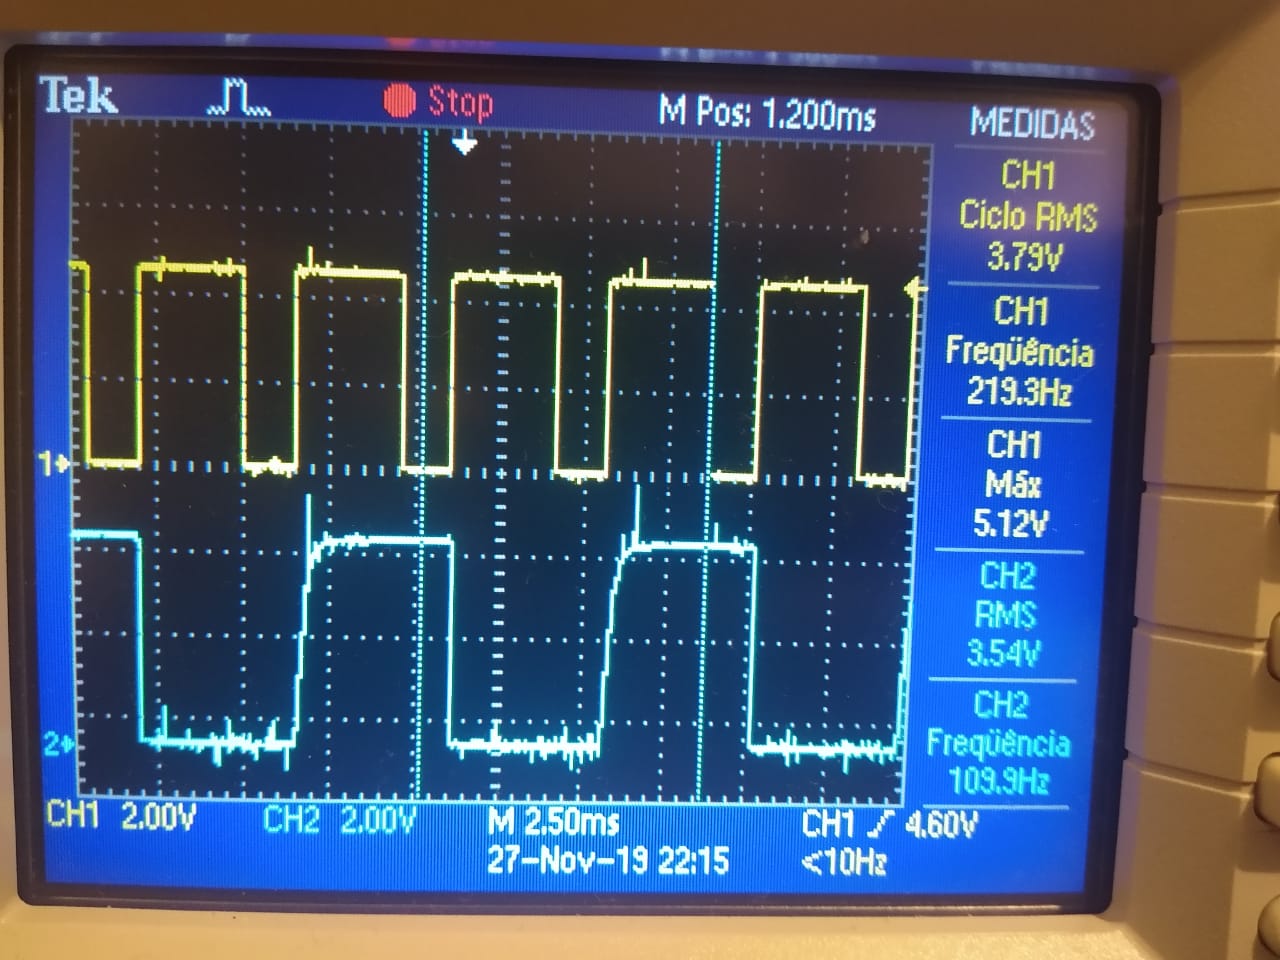 Tek Stop M Pos: 1.200ms MEDIDAS
CH1
Ciclo RMS
3.79V
CH1
Freqüência
219.3Hz
CH1
Máx
5.12V
CH2
RMS
3.54V
CH2
Freqüência
109.9Hz
1
2
CH1 2.00V CH2 2.00V M 2.50ms CH1 4.60V
27-Nov-19 22:15 <10Hz